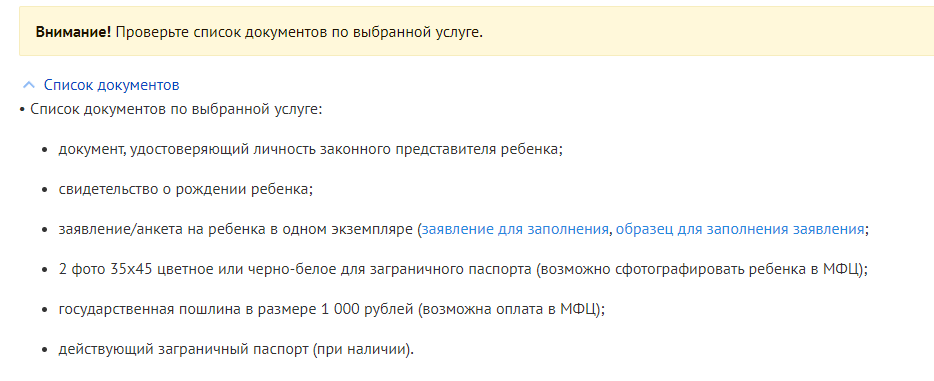 Внимание! Проверьте список документов по выбранной услуге.
Список документов
• Список документов по выбранной услуге:
• документ, удостоверяющий личность законного представителя ребенка;
• свидетельство о рождении ребенка;
• заявление/анкета на ребенка в одном экземпляре (заявление для заполнения, образец для заполнения заявления;
• 2 фото 35х45 цветное или черно-белое для заграничного паспорта (возможно сфотографировать ребенка в МФЦ);
• государственная пошлина в размере 1 000 рублей (возможна оплата в МФЦ);
• действующий заграничный паспорт (при наличии).